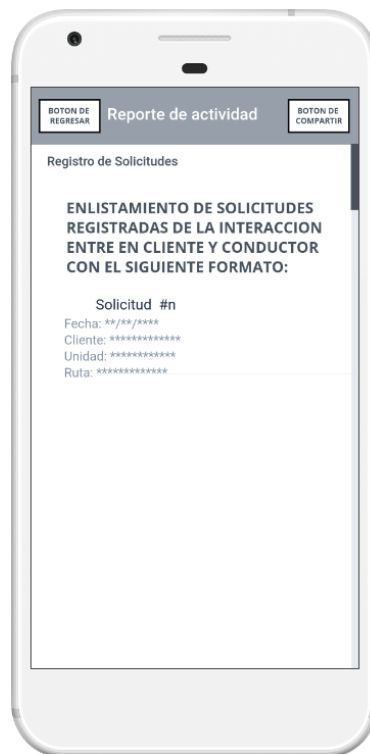 BOTON DE
REGRESAR
Reporte de actividad
BOTON DE
COMPARTIR
Registro de Solicitudes
ENLISTAMIENTO DE SOLICITUDES
REGISTRADAS DE LA INTERACCION
ENTRE EN CLIENTE Y CONDUCTOR
CON EL SIGUIENTE FORMATO:
Solicitud #n
Fecha: **/**/****
Cliente: *************
Unidad: ************
Ruta: *************